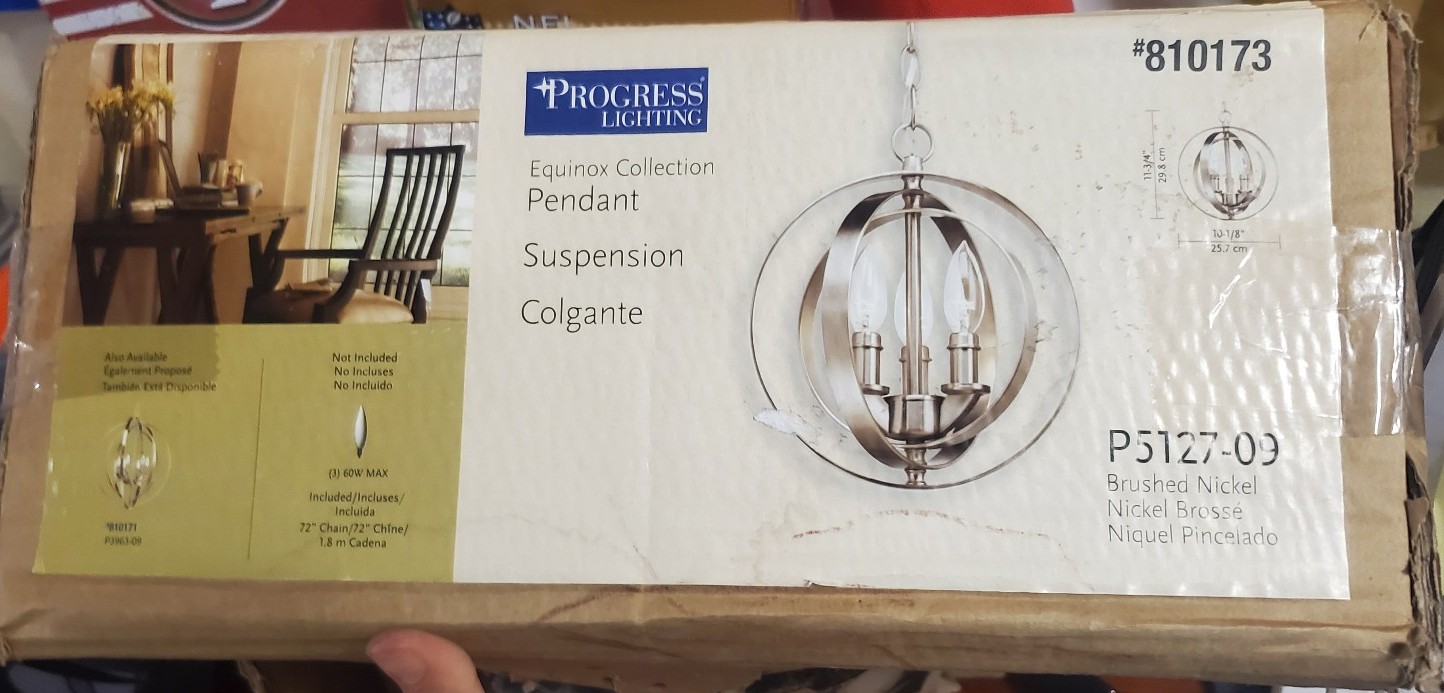 NFL
PROGRESS
LIGHTING
Equinox Collection
Pendant
Suspension
Colgante
#810173
11-3/4"
29.8 cm
10-1/8"
25.7 cm
P5127-09
Brushed Nickel
Nickel Brossé
Niquel Pincelado
Also Available
Également Proposé
También Está Disponible
#810171
P3963-09
Not Included
No Incluses
No Incluido
(3) 60W MAX
Included/Incluses/
Incluida
72" Chain/72" Chîne/
1.8 m Cadena